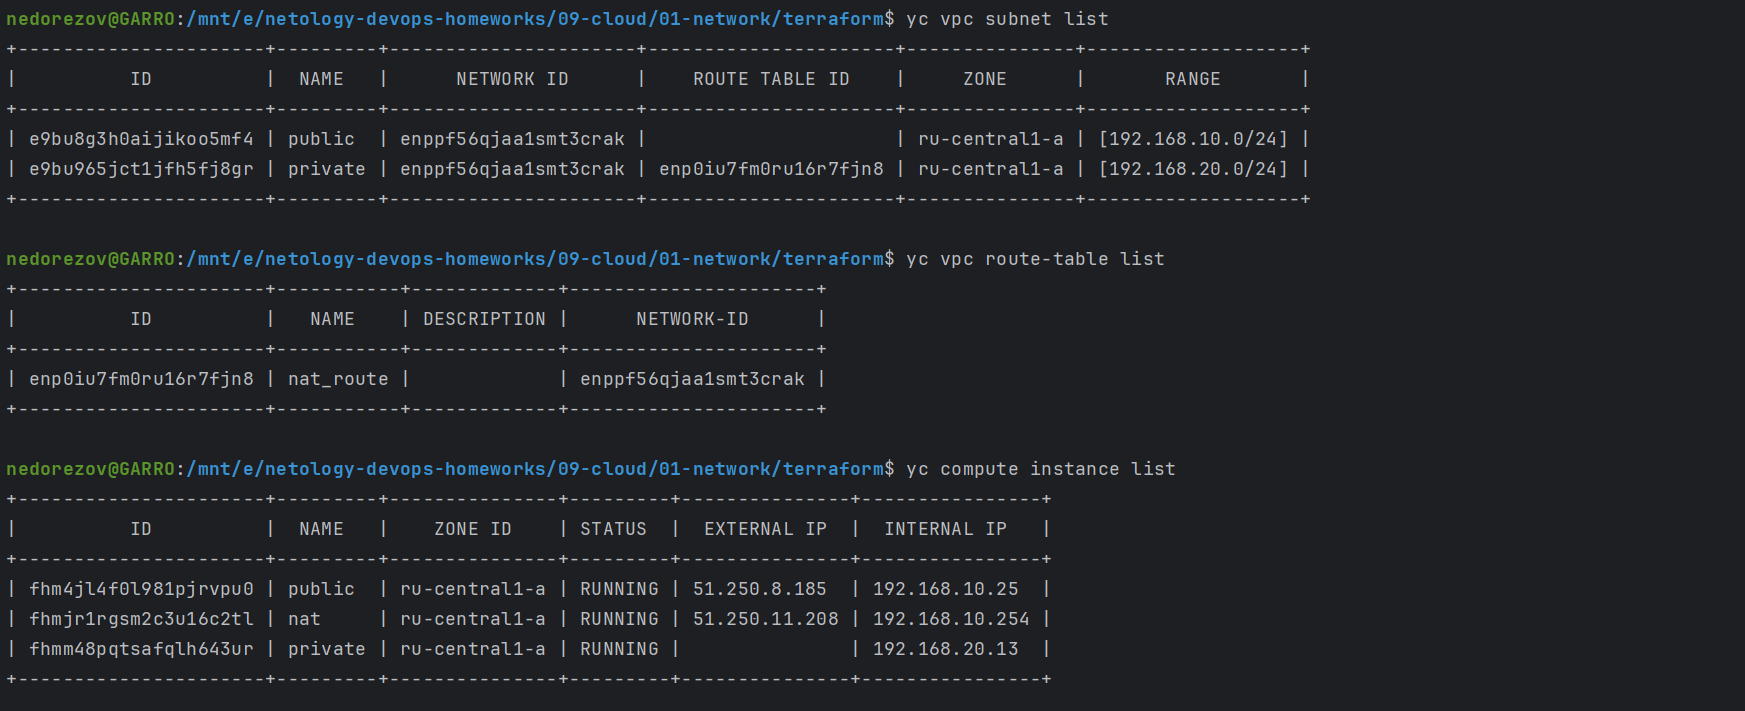 nedorezov@GARRO:/mnt/e/netology-devops-homeworks/09-cloud/01-network/terraform$ yc vpc subnet list
+----------------------+---------+----------------------+----------------------+---------------+-------------------+
|          ID          |  NAME   |      NETWORK ID      |    ROUTE TABLE ID    |     ZONE      |       RANGE       |
+----------------------+---------+----------------------+----------------------+---------------+-------------------+
| e9bu8g3h0aijikoo5mf4 | public  | enppf56qjaa1smt3crak |                      | ru-central1-a | [192.168.10.0/24] |
| e9bu965jct1jfh5fj8gr | private | enppf56qjaa1smt3crak | enp0iu7fm0ru16r7fjn8 | ru-central1-a | [192.168.20.0/24] |
+----------------------+---------+----------------------+----------------------+---------------+-------------------+
nedorezov@GARRO:/mnt/e/netology-devops-homeworks/09-cloud/01-network/terraform$ yc vpc route-table list
+----------------------+-----------+-------------+----------------------+
|          ID          |   NAME    | DESCRIPTION |      NETWORK-ID      |
+----------------------+-----------+-------------+----------------------+
| enp0iu7fm0ru16r7fjn8 | nat_route |             | enppf56qjaa1smt3crak |
+----------------------+-----------+-------------+----------------------+
nedorezov@GARRO:/mnt/e/netology-devops-homeworks/09-cloud/01-network/terraform$ yc compute instance list
+----------------------+---------+---------------+---------+---------------+----------------+
|          ID          |  NAME   |    ZONE ID    | STATUS  |  EXTERNAL IP  |  INTERNAL IP   |
+----------------------+---------+---------------+---------+---------------+----------------+
| fhm4jl4f0l981pjrvpu0 | public  | ru-central1-a | RUNNING | 51.250.8.185  | 192.168.10.25  |
| fhmjr1rgsm2c3u16c2tl | nat     | ru-central1-a | RUNNING | 51.250.11.208 | 192.168.10.254 |
| fhmm48pqtsafqlh643ur | private | ru-central1-a | RUNNING |               | 192.168.20.13  |
+----------------------+---------+---------------+---------+---------------+----------------+